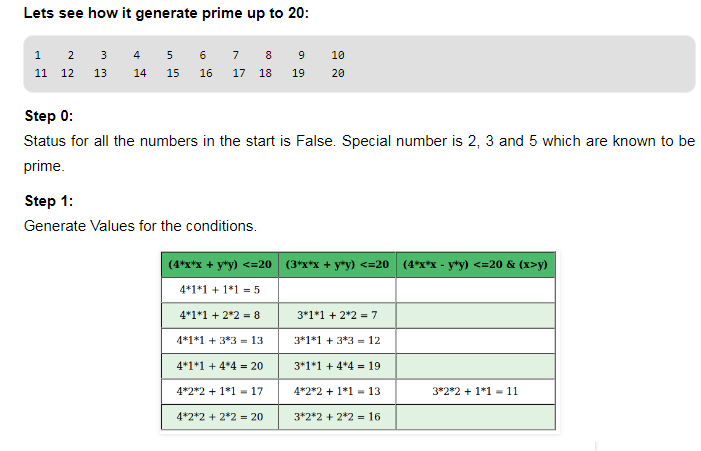 Lets see how it generate prime up to 20:
1 2 3 4 5 6 7 8 9 10
11 12 13 14 15 16 17 18 19 20
Step 0:
Status for all the numbers in the start is False. Special number is 2, 3 and 5 which are known to be
prime.
Step 1:
Generate Values for the conditions.
(4*x*x + y*y) <=20 (3*x*x + y*y) <=20 (4*x*x - y*y) <=20 & (x>y)
4*1*1 + 1*1 = 5
4*1*1 + 2*2 = 8 3*1*1 + 2*2 = 7
4*1*1 + 3*3 = 13 3*1*1 + 3*3 = 12
4*1*1 + 4*4 = 20 3*1*1 + 4*4 = 19
4*2*2 + 1*1 = 17 4*2*2 + 1*1 = 13 3*2*2 + 1*1 = 11
4*2*2 + 2*2 = 20 3*2*2 + 2*2 = 16